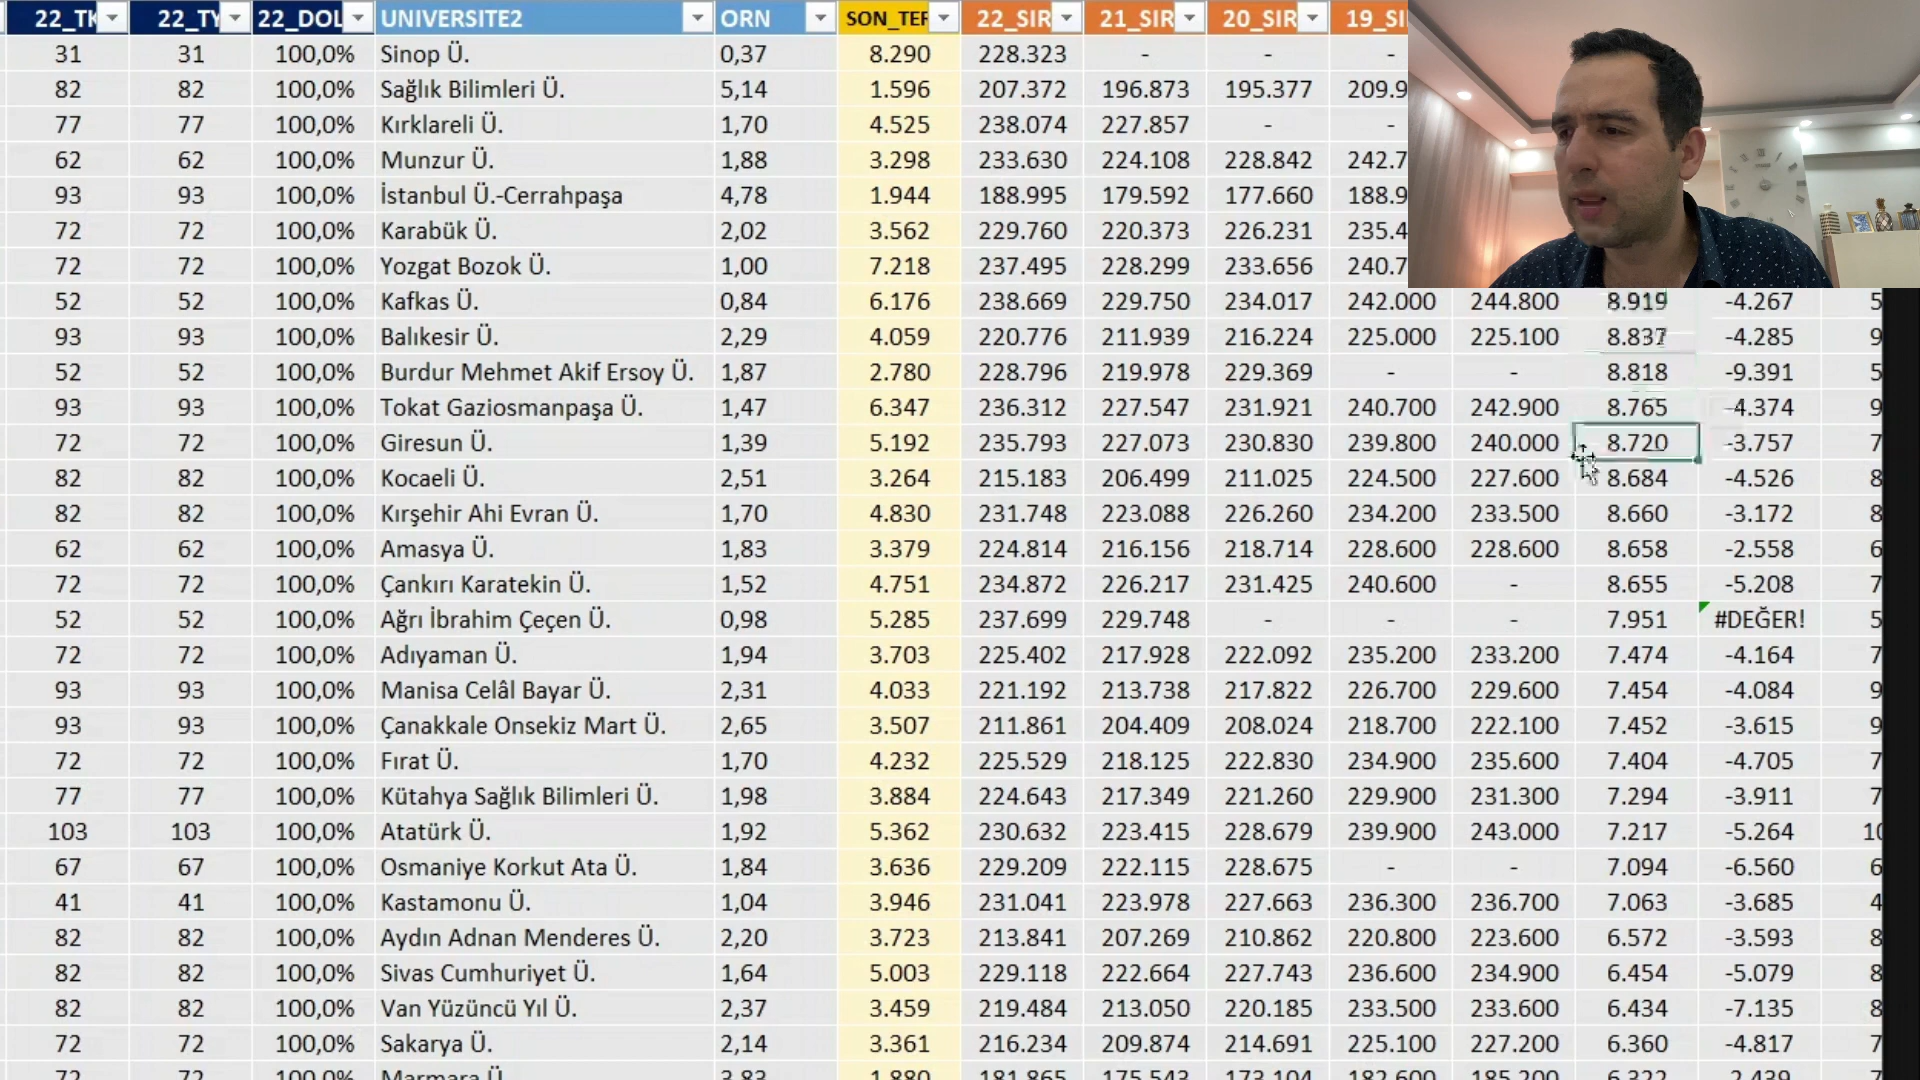 22_TK 22_TY 22_DOL UNIVERSITE2 ORN SON_TER 22_SIR 21_SIR 20_SIR 19_SI
31 31 100,0% Sinop Ü. 0,37 8.290 228.323 - - -
82 82 100,0% Sağlık Bilimleri Ü. 5,14 1.596 207.372 196.873 195.377 209.9
77 77 100,0% Kırklareli Ü. 1,70 4.525 238.074 227.857 - -
62 62 100,0% Munzur Ü. 1,88 3.298 233.630 224.108 228.842 242.7
93 93 100,0% İstanbul Ü.-Cerrahpaşa 4,78 1.944 188.995 179.592 177.660 188.9
72 72 100,0% Karabük Ü. 2,02 3.562 229.760 220.373 226.231 235.4
72 72 100,0% Yozgat Bozok Ü. 1,00 7.218 237.495 228.299 233.656 240.7
52 52 100,0% Kafkas Ü. 0,84 6.176 238.669 229.750 234.017 242.000 244.800 8.919 -4.267 5
93 93 100,0% Balıkesir Ü. 2,29 4.059 220.776 211.939 216.224 225.000 225.100 8.837 -4.285 9
52 52 100,0% Burdur Mehmet Akif Ersoy Ü. 1,87 2.780 228.796 219.978 229.369 - - 8.818 -9.391 5
93 93 100,0% Tokat Gaziosmanpaşa Ü. 1,47 6.347 236.312 227.547 231.921 240.700 242.900 8.765 -4.374 9
72 72 100,0% Giresun Ü. 1,39 5.192 235.793 227.073 230.830 239.800 240.000 8.720 -3.757 7
82 82 100,0% Kocaeli Ü. 2,51 3.264 215.183 206.499 211.025 224.500 227.600 8.684 -4.526 8
82 82 100,0% Kırşehir Ahi Evran Ü. 1,70 4.830 231.748 223.088 226.260 234.200 233.500 8.660 -3.172 8
62 62 100,0% Amasya Ü. 1,83 3.379 224.814 216.156 218.714 228.600 228.600 8.658 -2.558 6
72 72 100,0% Çankırı Karatekin Ü. 1,52 4.751 234.872 226.217 231.425 240.600 - 8.655 -5.208 7
52 52 100,0% Ağrı İbrahim Çeçen Ü. 0,98 5.285 237.699 229.748 - - - 7.951 #DEĞER! 5
72 72 100,0% Adıyaman Ü. 1,94 3.703 225.402 217.928 222.092 235.200 233.200 7.474 -4.164 7
93 93 100,0% Manisa Celâl Bayar Ü. 2,31 4.033 221.192 213.738 217.822 226.700 229.600 7.454 -4.084 9
93 93 100,0% Çanakkale Onsekiz Mart Ü. 2,65 3.507 211.861 204.409 208.024 218.700 222.100 7.452 -3.615 9
72 72 100,0% Fırat Ü. 1,70 4.232 225.529 218.125 222.830 234.900 235.600 7.404 -4.705 7
77 77 100,0% Kütahya Sağlık Bilimleri Ü. 1,98 3.884 224.643 217.349 221.260 229.900 231.300 7.294 -3.911 7
103 103 100,0% Atatürk Ü. 1,92 5.362 230.632 223.415 228.679 239.900 243.000 7.217 -5.264 10
67 67 100,0% Osmaniye Korkut Ata Ü. 1,84 3.636 229.209 222.115 228.675 - - 7.094 -6.560 6
41 41 100,0% Kastamonu Ü. 1,04 3.946 231.041 223.978 227.663 236.300 236.700 7.063 -3.685 4
82 82 100,0% Aydın Adnan Menderes Ü. 2,20 3.723 213.841 207.269 210.862 220.800 223.600 6.572 -3.593 8
82 82 100,0% Sivas Cumhuriyet Ü. 1,64 5.003 229.118 222.664 227.743 236.600 234.900 6.454 -5.079 8
82 82 100,0% Van Yüzüncü Yıl Ü. 2,37 3.459 219.484 213.050 220.185 233.500 233.600 6.434 -7.135 8
72 72 100,0% Sakarya Ü. 2,14 3.361 216.234 209.874 214.691 225.100 227.200 6.360 -4.817 7
72 72 100,0% Marmara Ü. 3,83 1.880 181.865 175.543 173.104 182.600 185.200 6.322 2.439 7